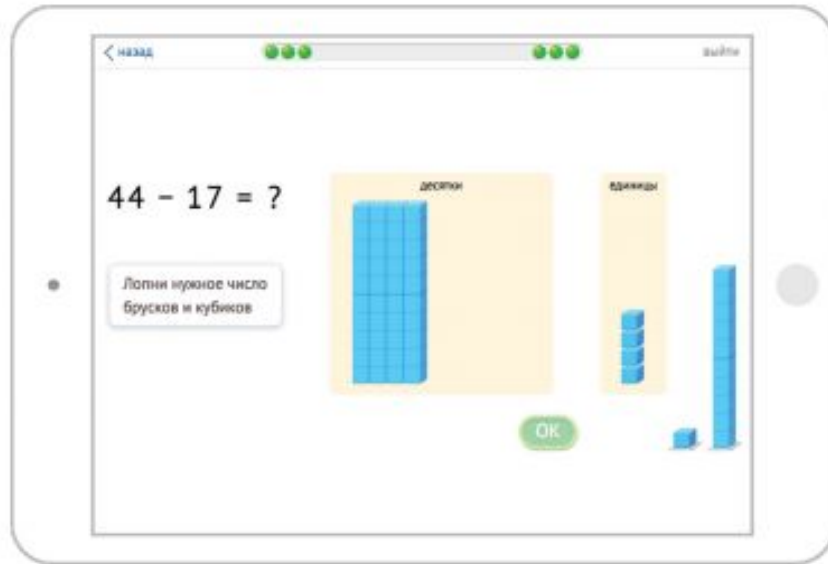 назад
выйти
44 − 17 = ?
десятки
единицы
Лопни нужное число
брусков и кубиков
OK